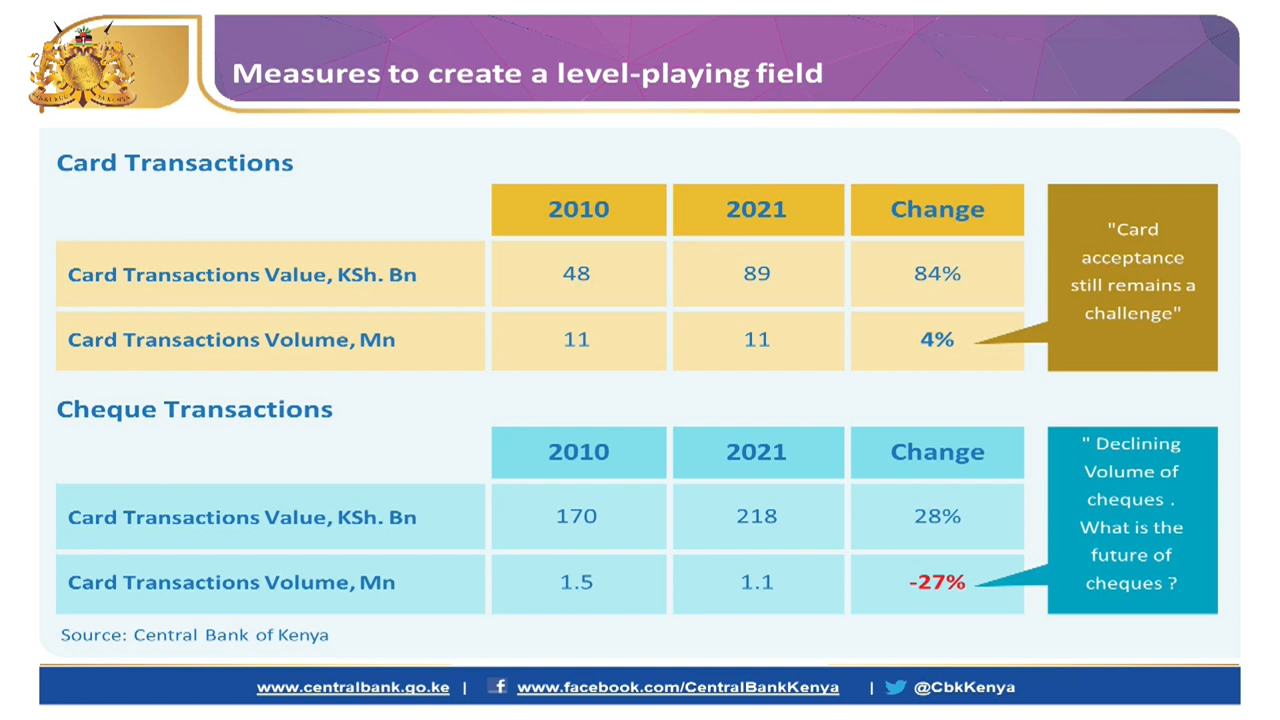 Measures to create a level-playing field
Card Transactions
2010 2021 Change
Card Transactions Value, KSh. Bn 48 89 84%
Card Transactions Volume, Mn 11 11 4%
"Card
acceptance
still remains a
challenge"
Cheque Transactions
2010 2021 Change
Card Transactions Value, KSh. Bn 170 218 28%
Card Transactions Volume, Mn 1.5 1.1 -27%
" Declining
Volume of
cheques .
What is the
future of
cheques ?
Source: Central Bank of Kenya
www.centralbank.go.ke | www.facebook.com/CentralBankKenya | @CbkKenya